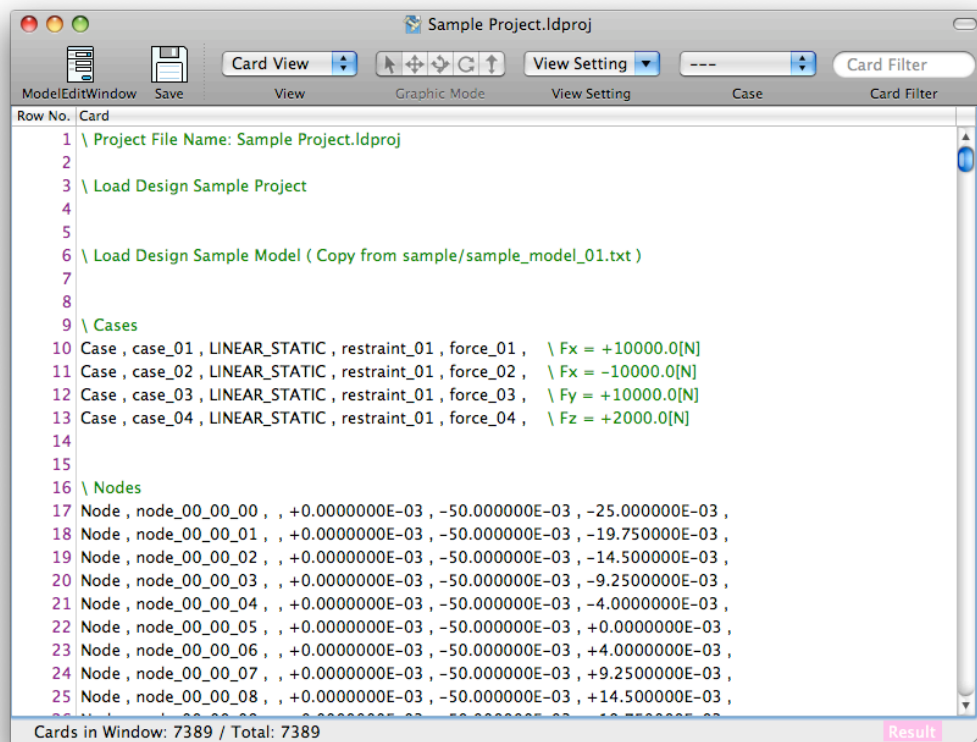 Sample Project.ldproj
Card View
View Setting
---
Card Filter
ModelEditWindow Save View Graphic Mode View Setting Case Card Filter
Row No. Card
1 \ Project File Name: Sample Project.ldproj
2
3 \ Load Design Sample Project
4
5
6 \ Load Design Sample Model ( Copy from sample/sample_model_01.txt )
7
8
9 \ Cases
10 Case , case_01 , LINEAR_STATIC , restraint_01 , force_01 , \ Fx = +10000.0[N]
11 Case , case_02 , LINEAR_STATIC , restraint_01 , force_02 , \ Fx = -10000.0[N]
12 Case , case_03 , LINEAR_STATIC , restraint_01 , force_03 , \ Fy = +10000.0[N]
13 Case , case_04 , LINEAR_STATIC , restraint_01 , force_04 , \ Fz = +2000.0[N]
14
15
16 \ Nodes
17 Node , node_00_00_00 , , +0.0000000E-03 , -50.000000E-03 , -25.000000E-03 ,
18 Node , node_00_00_01 , , +0.0000000E-03 , -50.000000E-03 , -19.750000E-03 ,
19 Node , node_00_00_02 , , +0.0000000E-03 , -50.000000E-03 , -14.500000E-03 ,
20 Node , node_00_00_03 , , +0.0000000E-03 , -50.000000E-03 , -9.2500000E-03 ,
21 Node , node_00_00_04 , , +0.0000000E-03 , -50.000000E-03 , -4.0000000E-03 ,
22 Node , node_00_00_05 , , +0.0000000E-03 , -50.000000E-03 , +0.0000000E-03 ,
23 Node , node_00_00_06 , , +0.0000000E-03 , -50.000000E-03 , +4.0000000E-03 ,
24 Node , node_00_00_07 , , +0.0000000E-03 , -50.000000E-03 , +9.2500000E-03 ,
25 Node , node_00_00_08 , , +0.0000000E-03 , -50.000000E-03 , +14.500000E-03 ,
Cards in Window: 7389 / Total: 7389
Result